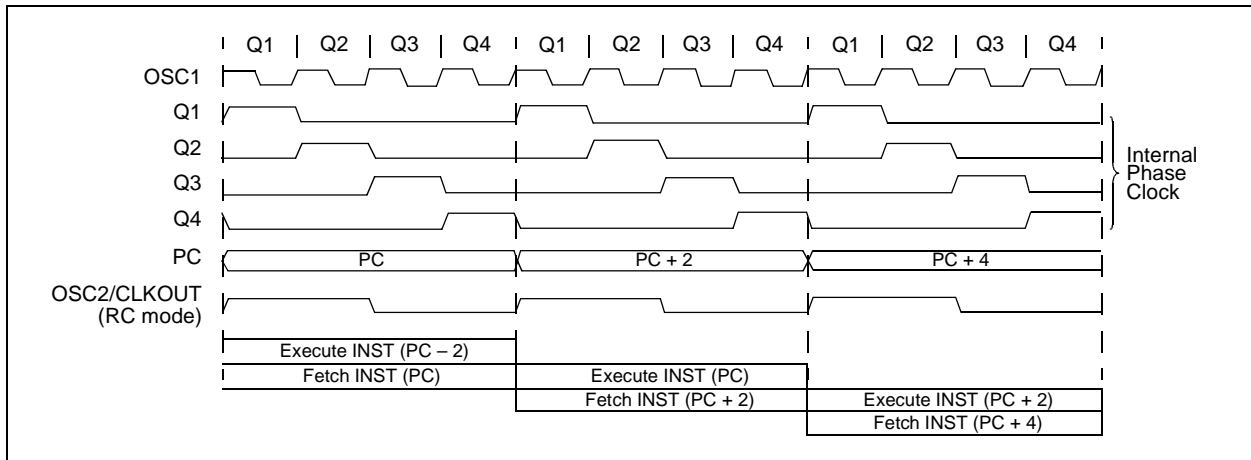 Q1 Q2 Q3 Q4 Q1 Q2 Q3 Q4 Q1 Q2 Q3 Q4
OSC1
Q1
Q2
Q3
Q4
Internal
Phase
Clock
PC PC PC + 2 PC + 4
OSC2/CLKOUT
(RC mode)
Execute INST (PC – 2)
Fetch INST (PC) Execute INST (PC)
Fetch INST (PC + 2) Execute INST (PC + 2)
Fetch INST (PC + 4)